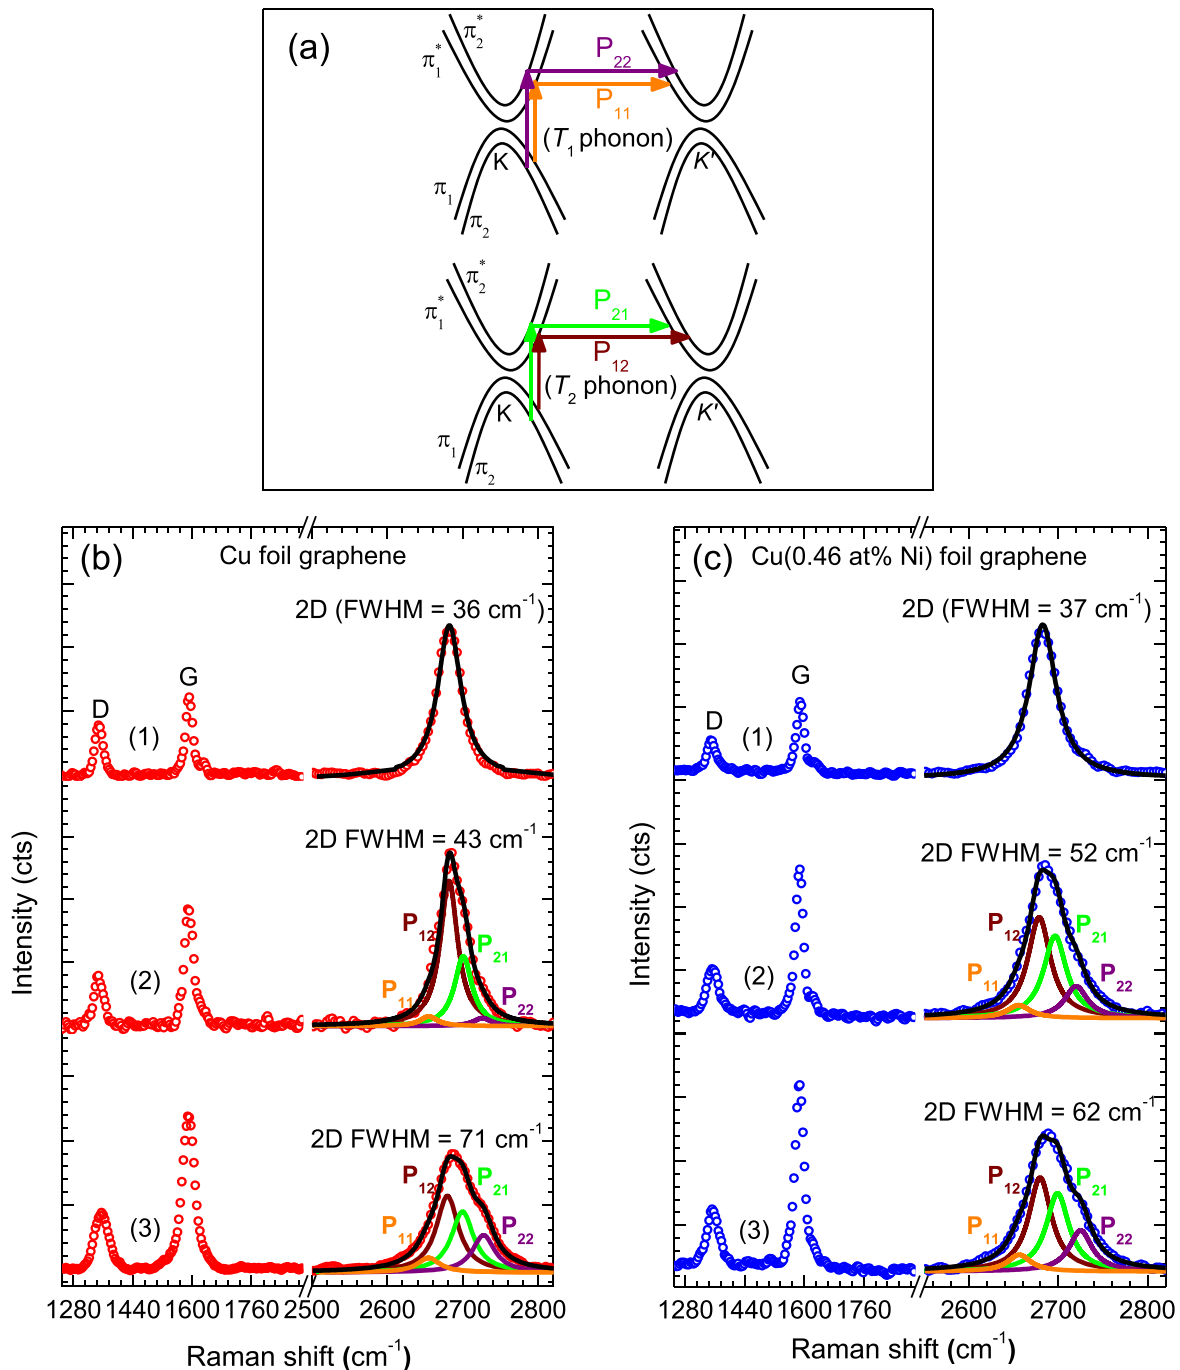 (a)
π₂*
π₁*
P₂₂
P₁₁
(T₁ phonon)
K
K'
π₁
π₂
π₂*
π₁*
P₂₁
P₁₂
(T₂ phonon)
K
K'
π₁
π₂
(b)
Cu foil graphene
2D (FWHM = 36 cm⁻¹)
D
G
(1)
2D FWHM = 43 cm⁻¹
P₁₂
P₂₁
P₁₁
P₂₂
(2)
2D FWHM = 71 cm⁻¹
P₁₂
P₂₁
P₁₁
P₂₂
(3)
Intensity (cts)
1280 1440 1600 1760 2600 2700 2800
Raman shift (cm⁻¹)
(c)
Cu(0.46 at% Ni) foil graphene
2D (FWHM = 37 cm⁻¹)
D
G
(1)
2D FWHM = 52 cm⁻¹
P₁₂
P₂₁
P₁₁
P₂₂
(2)
2D FWHM = 62 cm⁻¹
P₁₂
P₂₁
P₁₁
P₂₂
(3)
Intensity (cts)
1280 1440 1600 1760 2600 2700 2800
Raman shift (cm⁻¹)